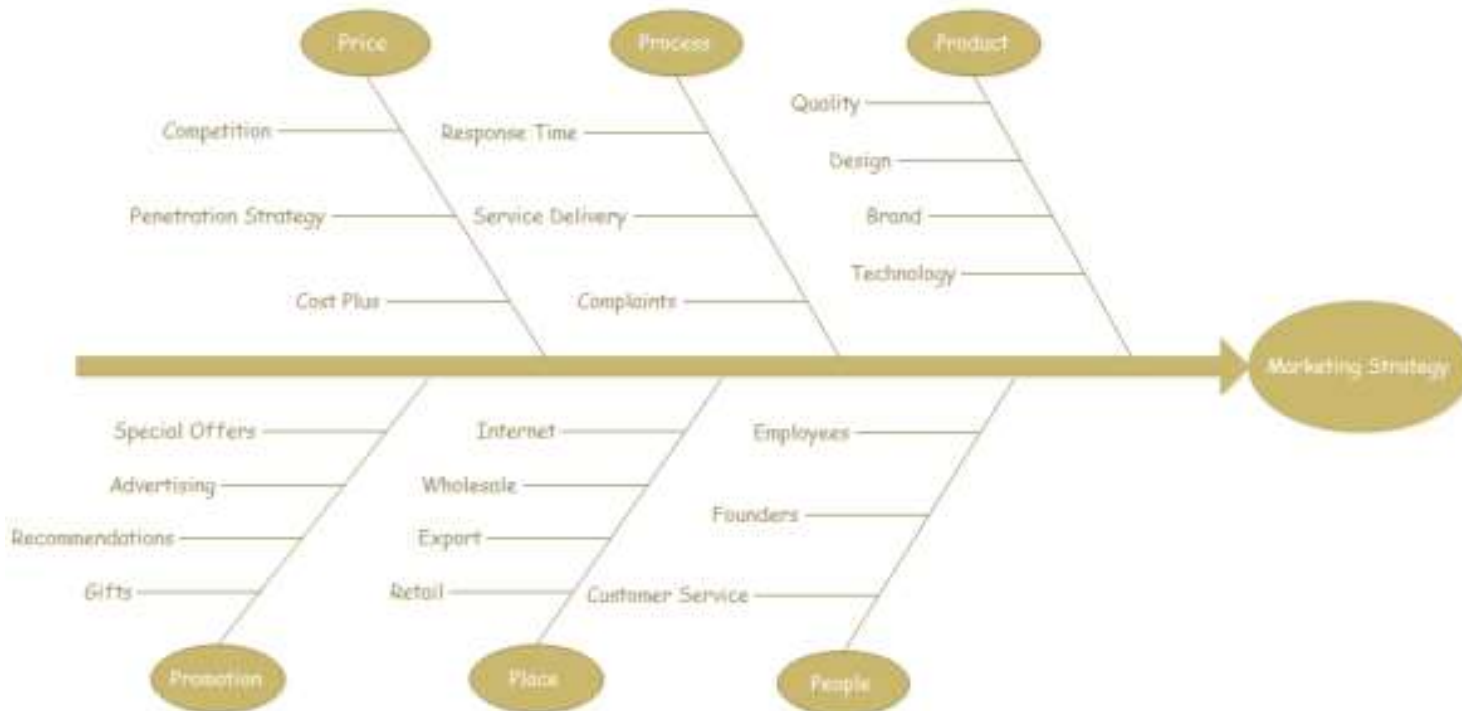 Price
Process
Product
Quality
Competition
Response Time
Design
Penetration Strategy
Service Delivery
Brand
Technology
Cost Plus
Complaints
Marketing Strategy
Special Offers
Internet
Employees
Advertising
Wholesale
Founders
Recommendations
Export
Gifts
Retail
Customer Service
Promotion
Place
People